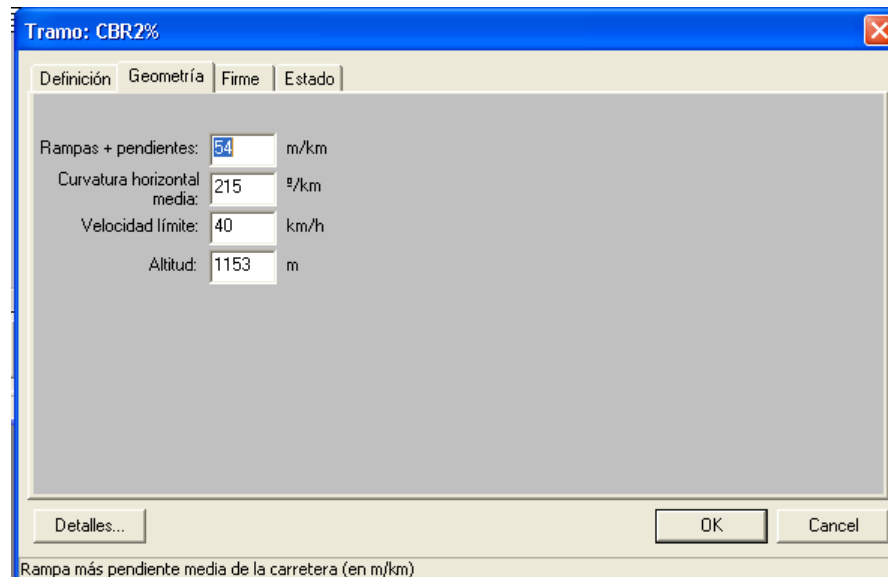 Tramo: CBR2%
Definición Geometría Firme Estado
Rampas + pendientes: 54 m/km
Curvatura horizontal
media: 215 º/km
Velocidad límite: 40 km/h
Altitud: 1153 m
Detalles... OK Cancel
Rampa más pendiente media de la carretera (en m/km)